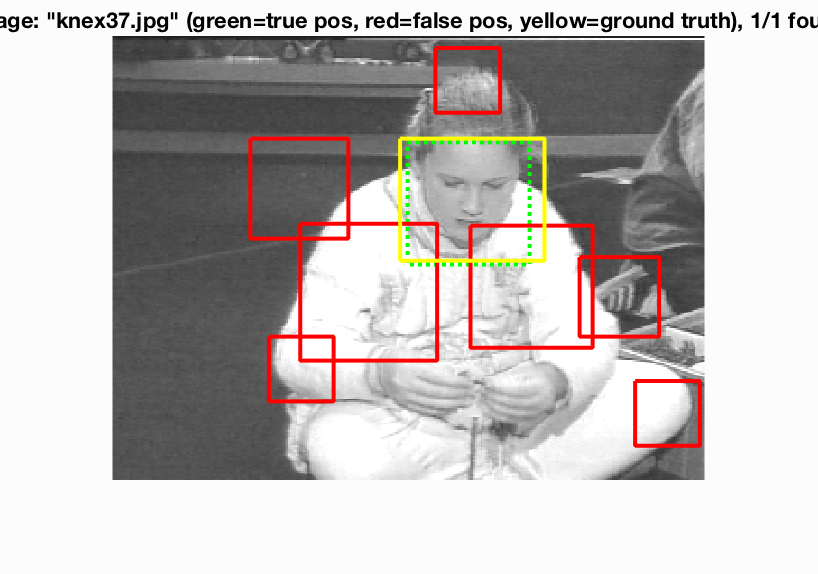 age: "knex37.jpg" (green=true pos, red=false pos, yellow=ground truth), 1/1 fou